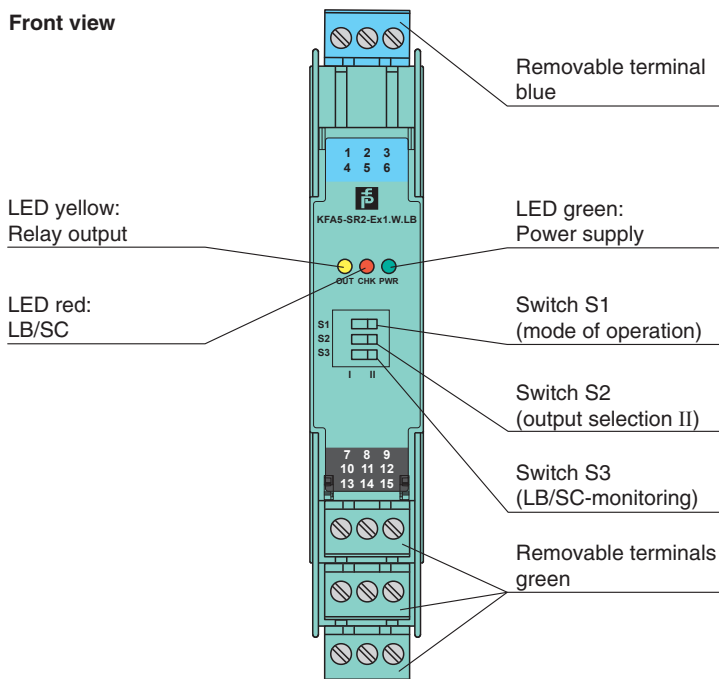 Front view
Removable terminal
blue
1 2 3
4 5 6
KFA5-SR2-Ex1.W.LB
LED yellow:
Relay output
LED green:
Power supply
OUT CHK PWR
LED red:
LB/SC
Switch S1
(mode of operation)
S1
S2
S3
I II
Switch S2
(output selection II)
Switch S3
(LB/SC-monitoring)
7 8 9
10 11 12
13 14 15
Removable terminals
green